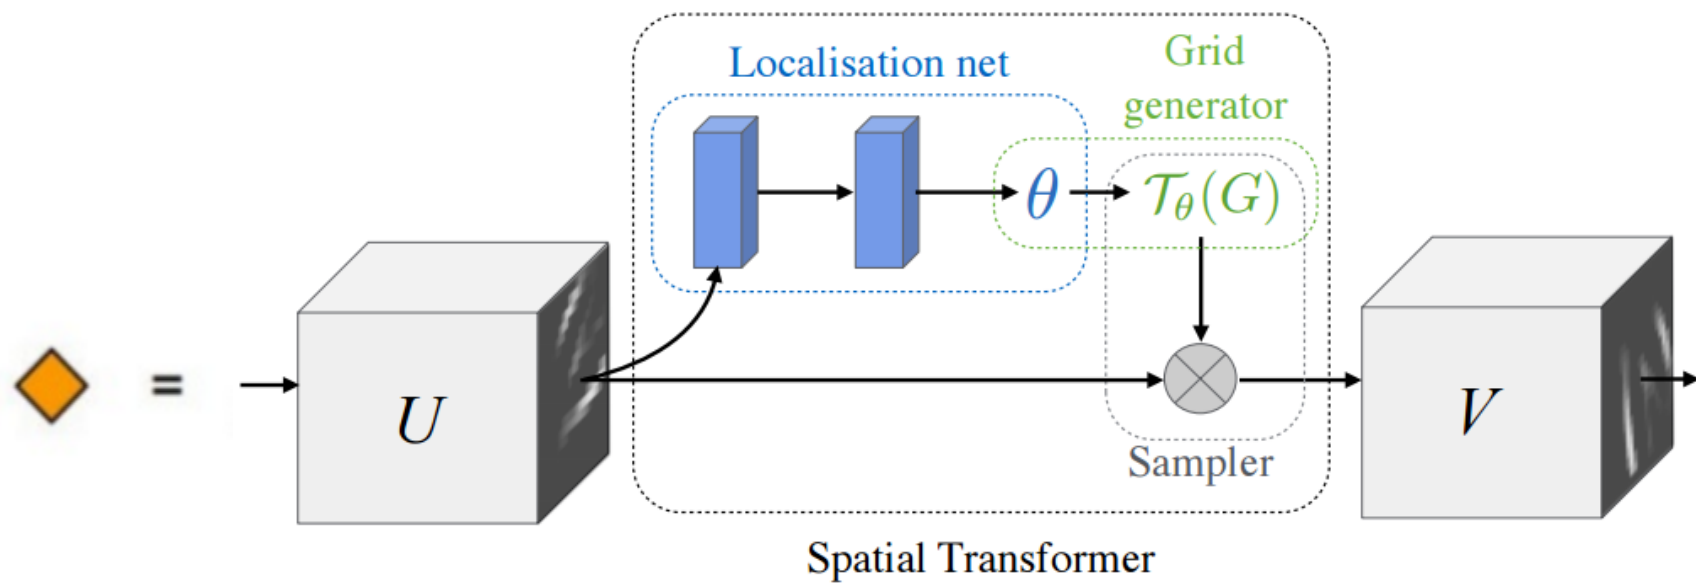 Localisation net
Grid
generator
θ
𝒯θ(G)
=
U
V
Sampler
Spatial Transformer